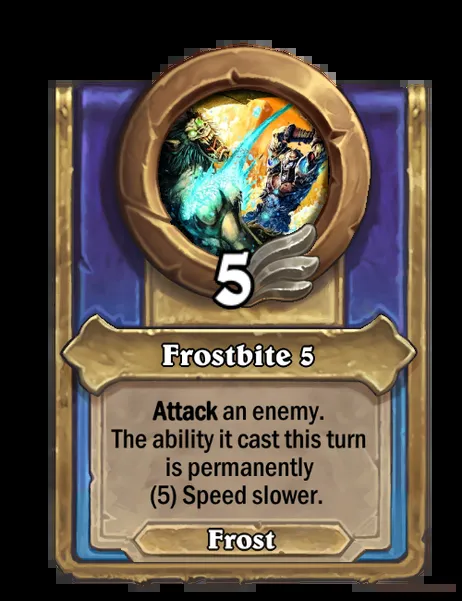 5
Frostbite 5
Attack an enemy.
The ability it cast this turn
is permanently
(5) Speed slower.
Frost